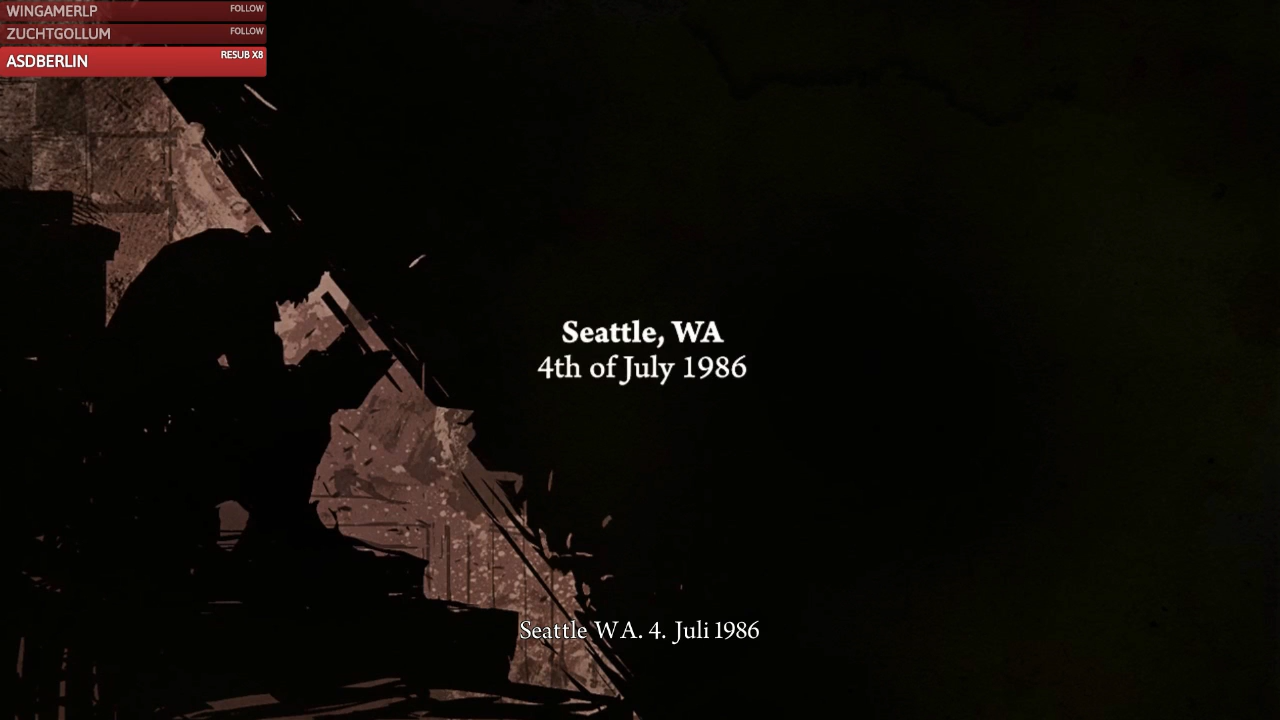 WINGAMERLP FOLLOW
ZUCHTGOLLUM FOLLOW
ASDBERLIN RESUB X8
Seattle, WA
4th of July 1986
Seattle WA. 4. Juli 1986